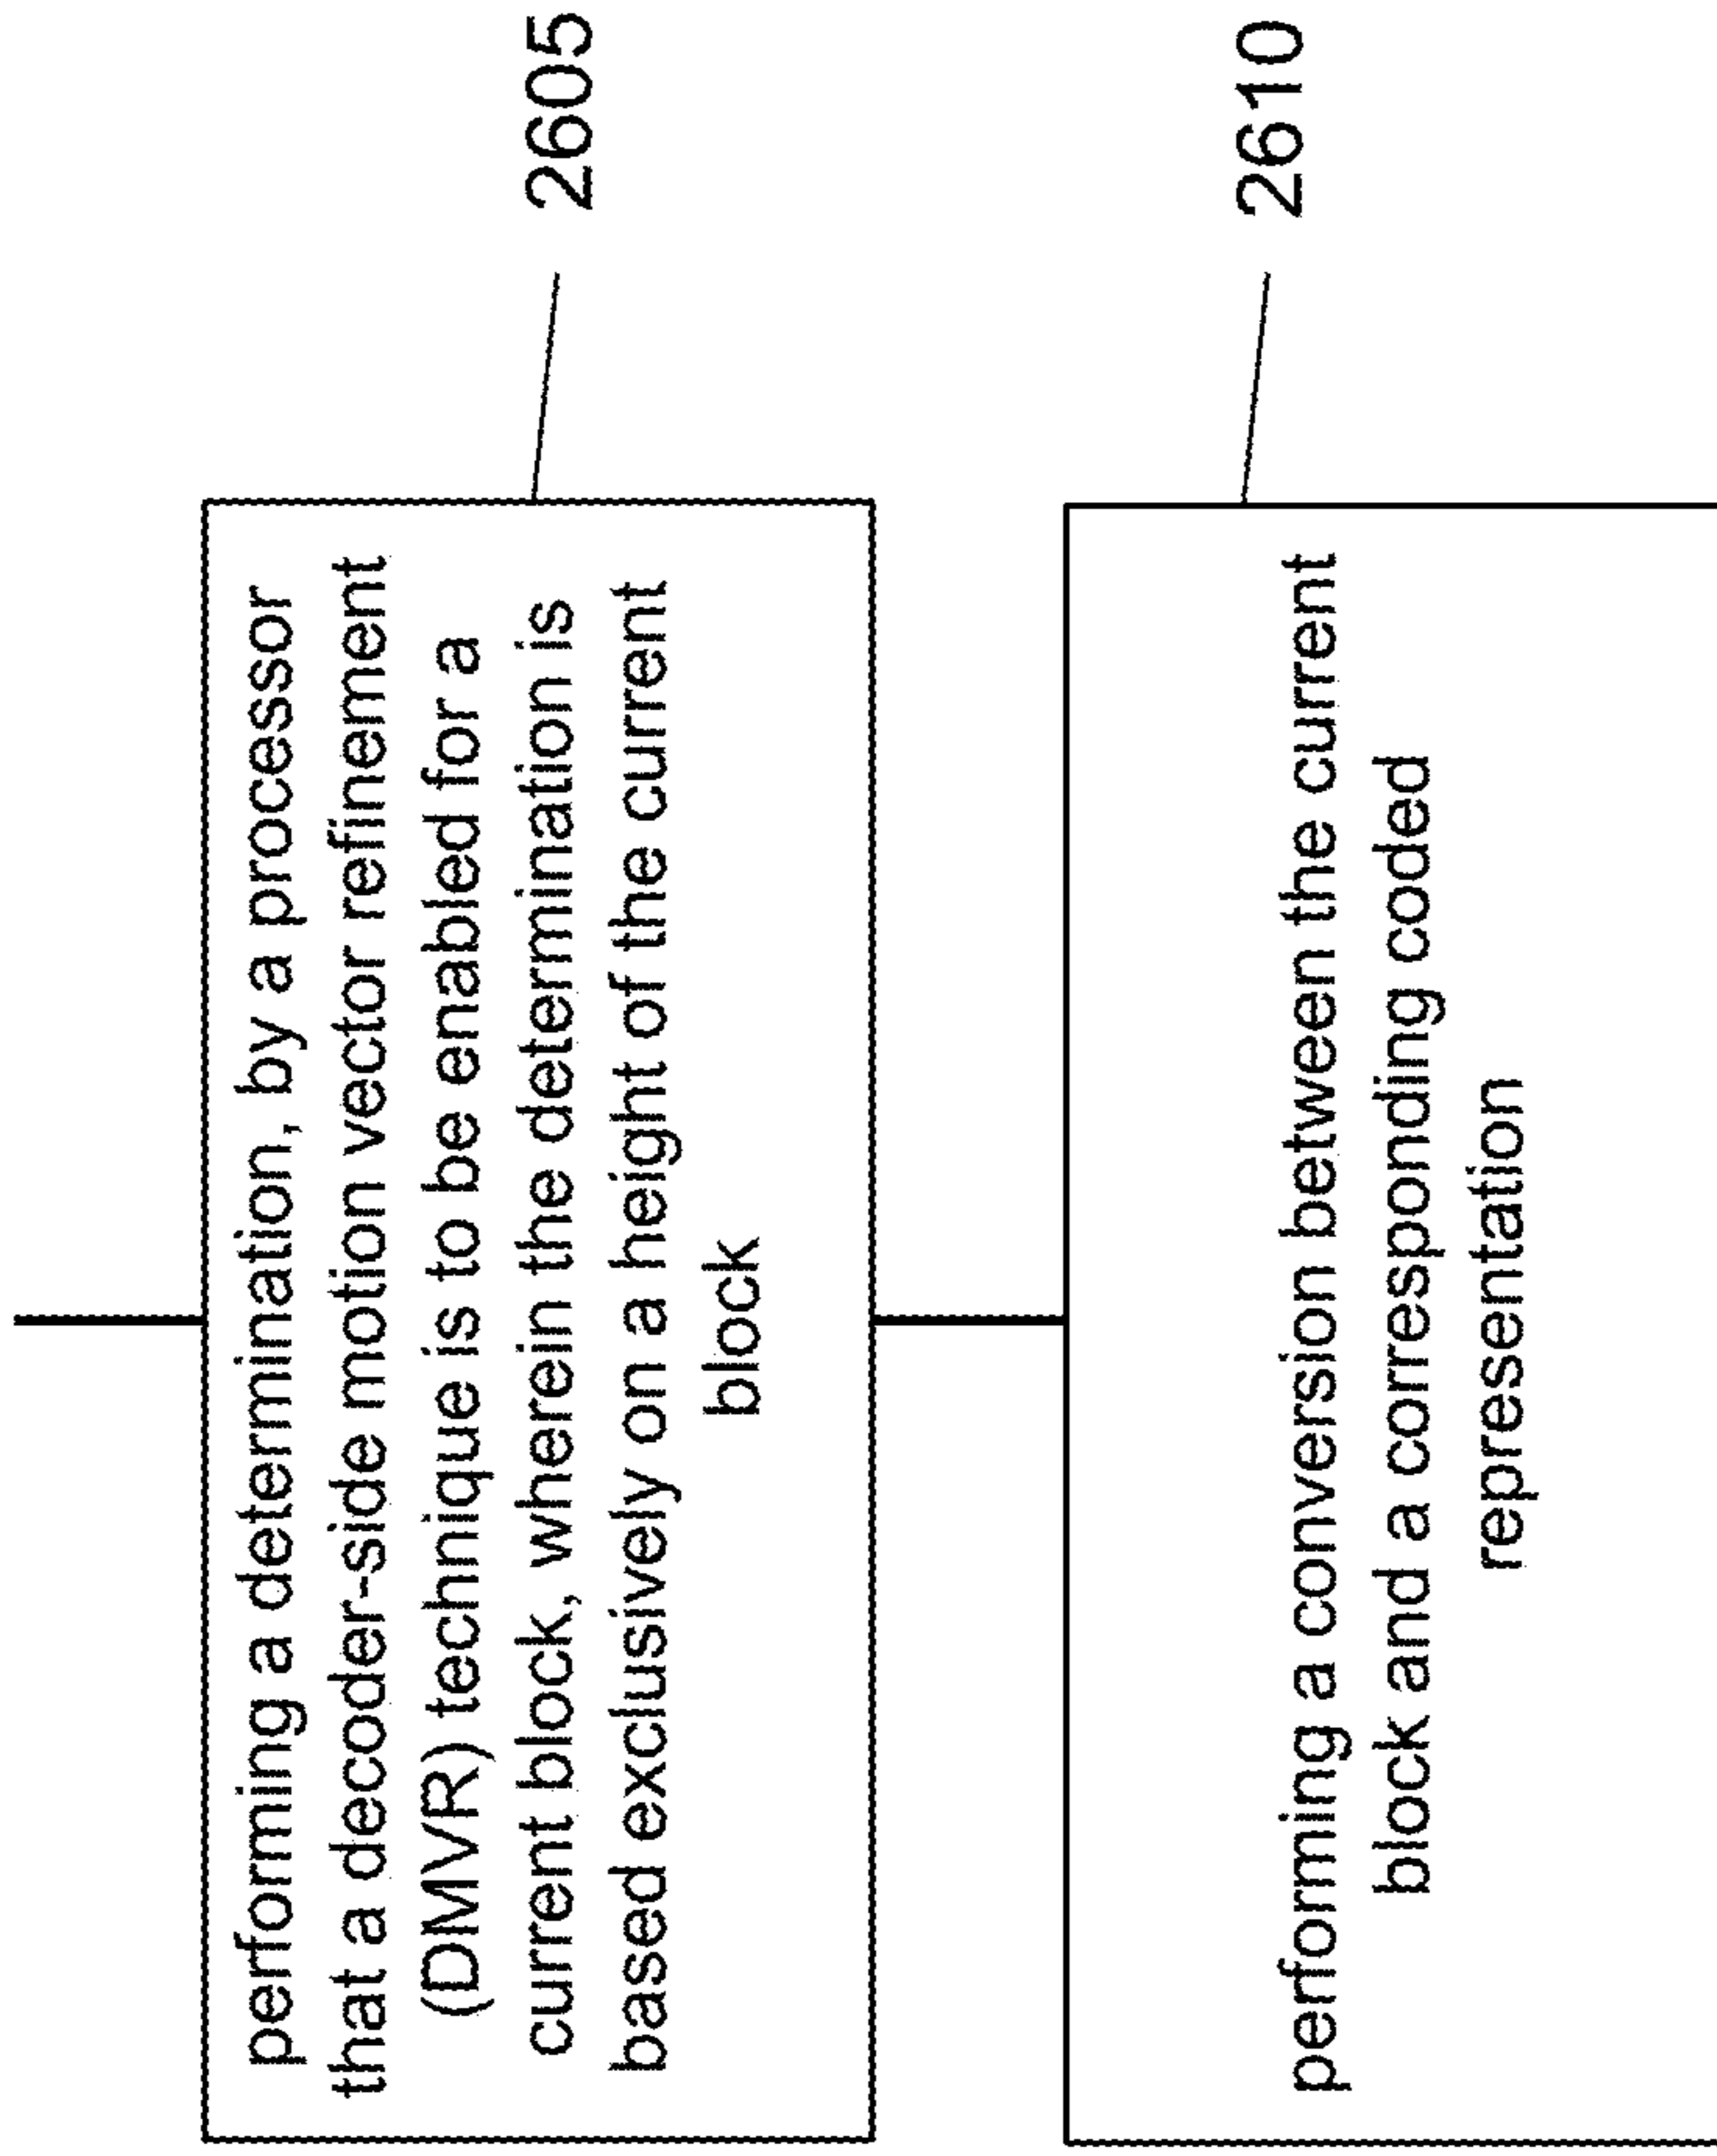 performing a determination, by a processor
that a decoder-side motion vector refinement
(DMVR) technique is to be enabled for a
current block, wherein the determination is
based exclusively on a height of the current
block
2605
performing a conversion between the current
block and a corresponding coded
representation
2610